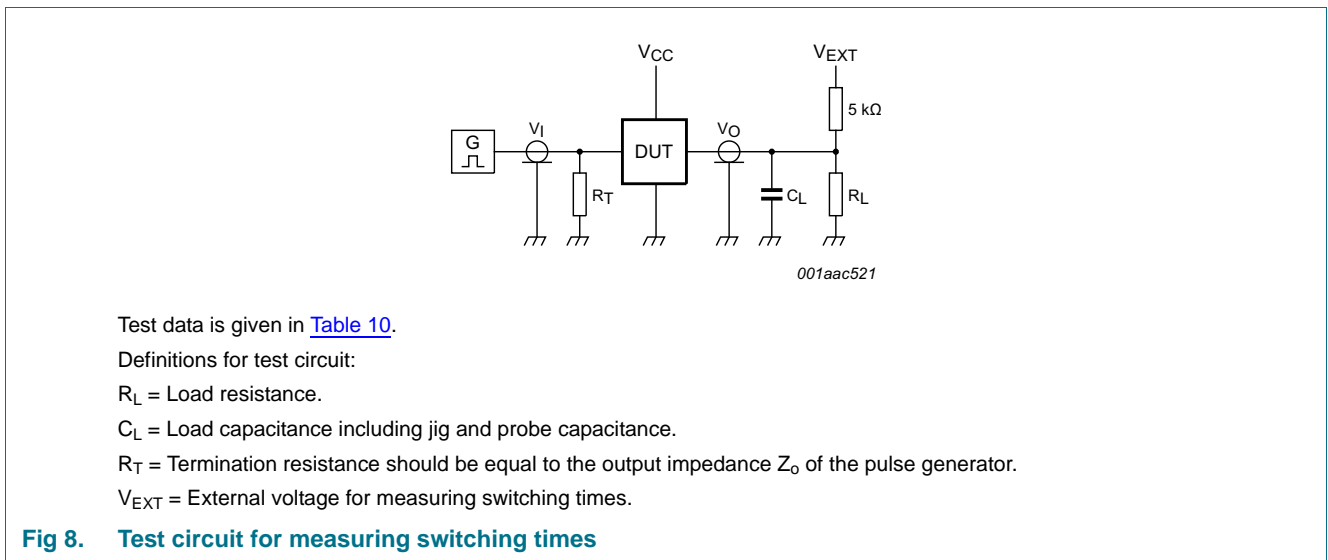 VCC
VEXT
5 kΩ
G
VI
DUT
VO
RT
CL
RL
001aac521
Test data is given in Table 10.
Definitions for test circuit:
RL = Load resistance.
CL = Load capacitance including jig and probe capacitance.
RT = Termination resistance should be equal to the output impedance Zo of the pulse generator.
VEXT = External voltage for measuring switching times.
Fig 8. Test circuit for measuring switching times